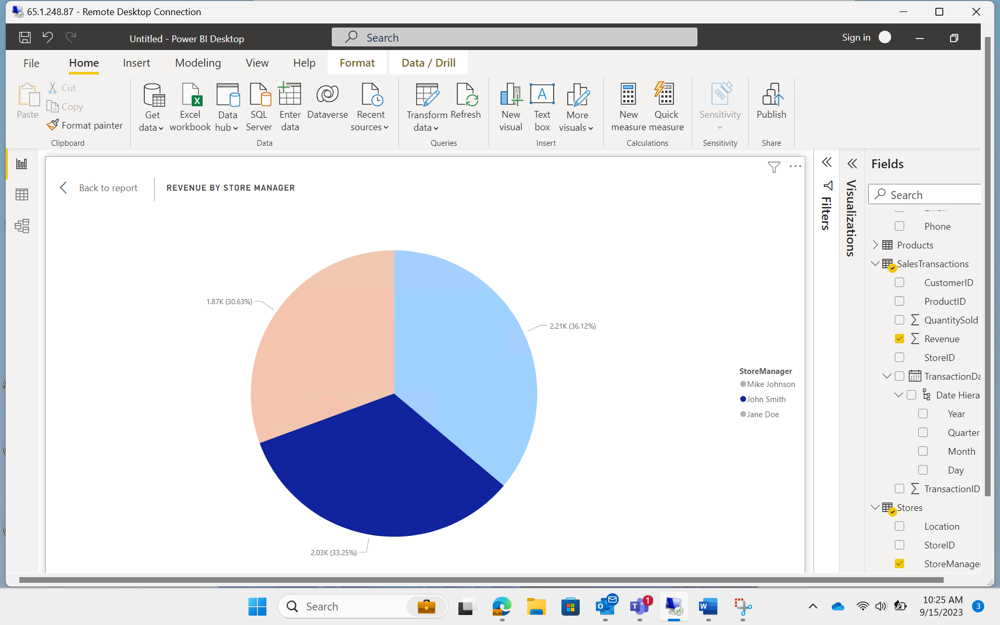 65.1.248.87 - Remote Desktop Connection
Untitled - Power BI Desktop
Search
Sign in
File Home Insert Modeling View Help Format Data / Drill
Paste
Cut
Copy
Format painter
Clipboard
Get data
Excel workbook
Data hub
SQL Server
Enter data
Dataverse
Recent sources
Data
Transform data
Refresh
Queries
New visual
Text box
More visuals
Insert
New measure
Quick measure
Calculations
Sensitivity
Sensitivity
Publish
Share
Back to report
REVENUE BY STORE MANAGER
1.87K (30.63%)
2.21K (36.12%)
2.03K (33.25%)
StoreManager
Mike Johnson
John Smith
Jane Doe
Filters
Visualizations
Fields
Search
Phone
Products
SalesTransactions
CustomerID
ProductID
QuantitySold
Revenue
StoreID
TransactionDa
Date Hiera
Year
Quarter
Month
Day
TransactionID
Stores
Location
StoreID
StoreManager
Search
1
10:25 AM
9/15/2023
3